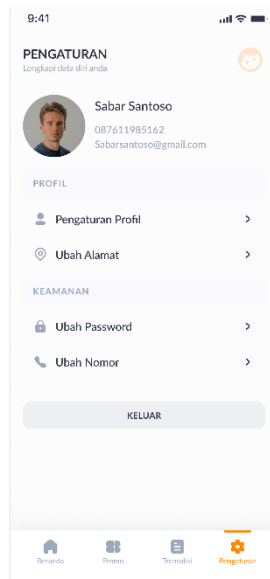 9:41
PENGATURAN
Lengkapi data diri anda
Sabar Santoso
087611985162
Sabarsantoso@gmail.com
PROFIL
Pengaturan Profil
Ubah Alamat
KEAMANAN
Ubah Password
Ubah Nomor
KELUAR
Beranda Promo Transaksi Pengaturan